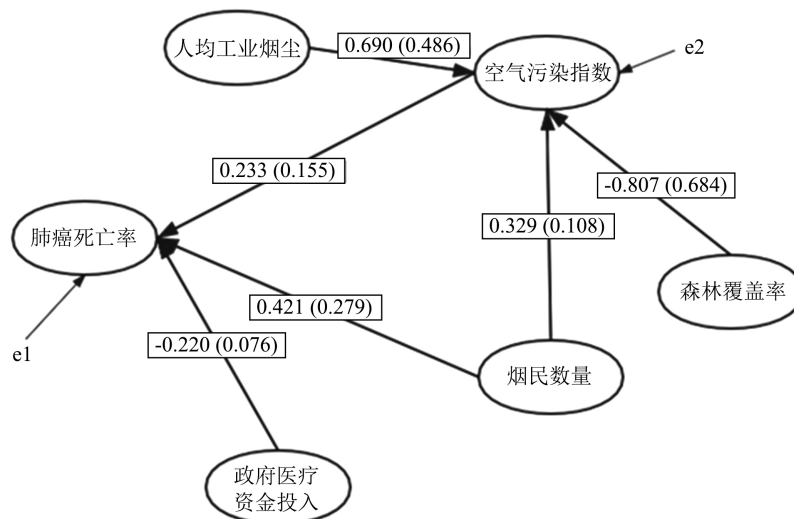 人均工业烟尘
0.690 (0.486)
空气污染指数
e2
0.233 (0.155)
-0.807 (0.684)
肺癌死亡率
0.329 (0.108)
森林覆盖率
0.421 (0.279)
e1
-0.220 (0.076)
烟民数量
政府医疗
资金投入